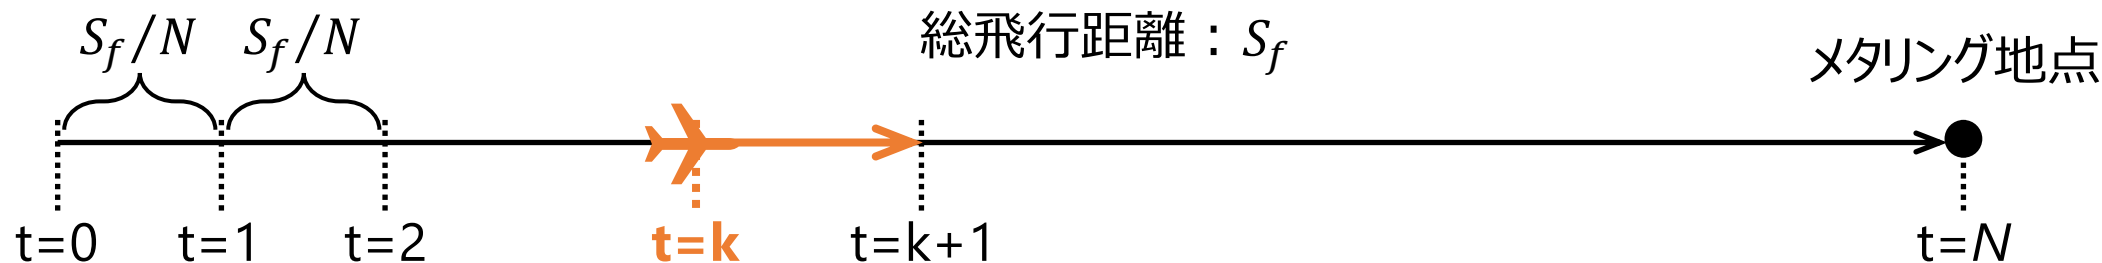 総飛行距離：S_f
S_f/N S_f/N
メタリング地点
t=0 t=1 t=2 t=k t=k+1 t=N